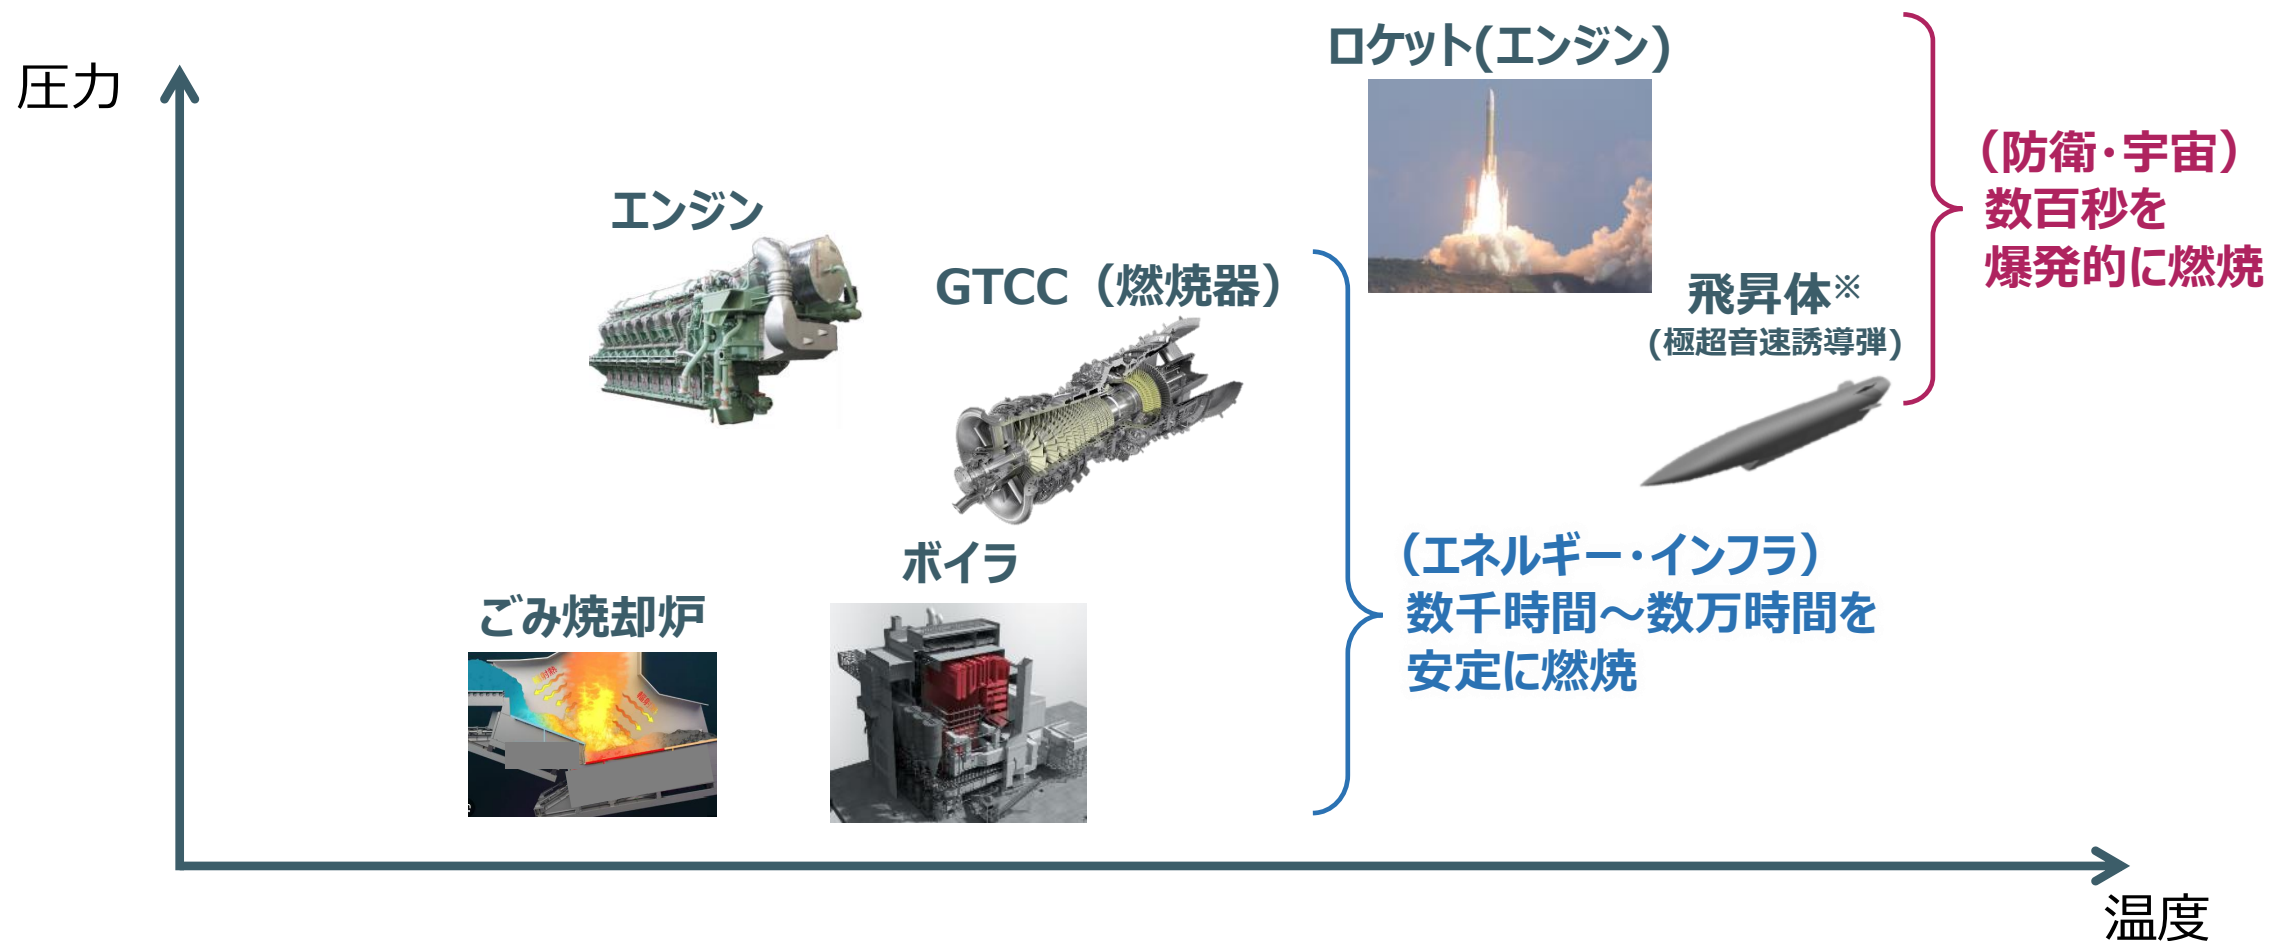 圧力
ロケット(エンジン)
(防衛・宇宙)
数百秒を
爆発的に燃焼
エンジン
GTCC(燃焼器)
飛昇体※
(極超音速誘導弾)
ボイラ
(エネルギー・インフラ)
数千時間~数万時間を
安定に燃焼
ごみ焼却炉
温度